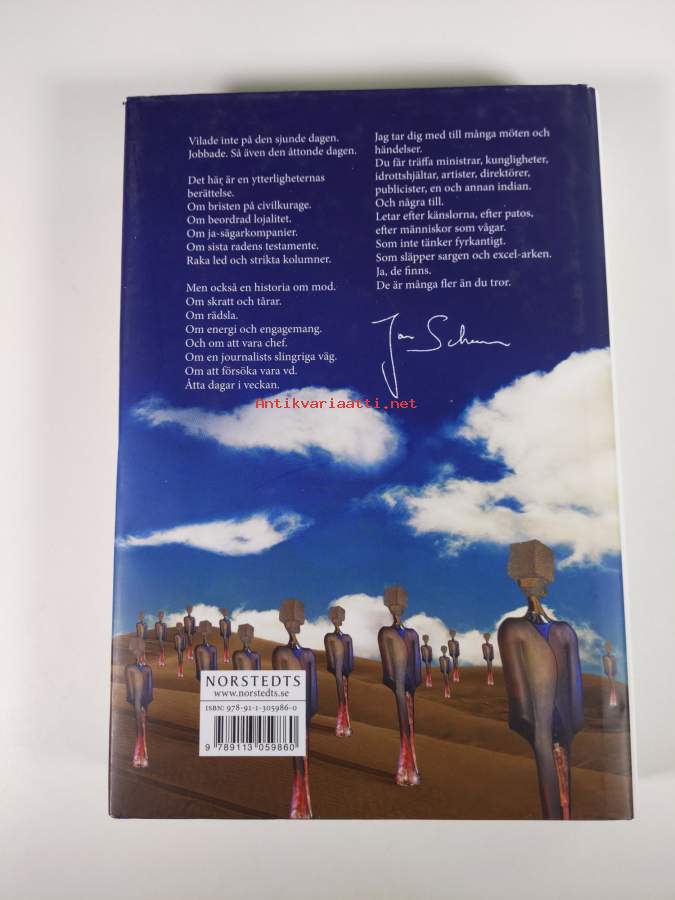 Vilade inte på den sjunde dagen.
Jobbade. Så även den åttonde dagen.
Det här är en ytterligheternas
berättelse.
Om bristen på civilkurage.
Om beordrad lojalitet.
Om ja-sägarkompanier.
Om sista radens testamente.
Raka led och strikta kolumner.
Men också en historia om mod.
Om skratt och tårar.
Om rädsla.
Om energi och engagemang.
Och om att vara chef.
Om en journalists slingriga väg.
Om att försöka vara vd.
Åtta dagar i veckan.
Jag tar dig med till många möten och
händelser.
Du får träffa ministrar, kungligheter,
idrottshjältar, artister, direktörer,
publicister, en och annan indian.
Och några till.
Letar efter känslorna, efter patos,
efter människor som vågar.
Som inte tänker fyrkantigt.
Som släpper sargen och excel-arken.
Ja, de finns.
De är många fler än du tror.
Jan
Antikvariaatti.net
NORSTEDTS
www.norstedts.se
ISBN: 978-91-1-305986-0
9 789113 059860